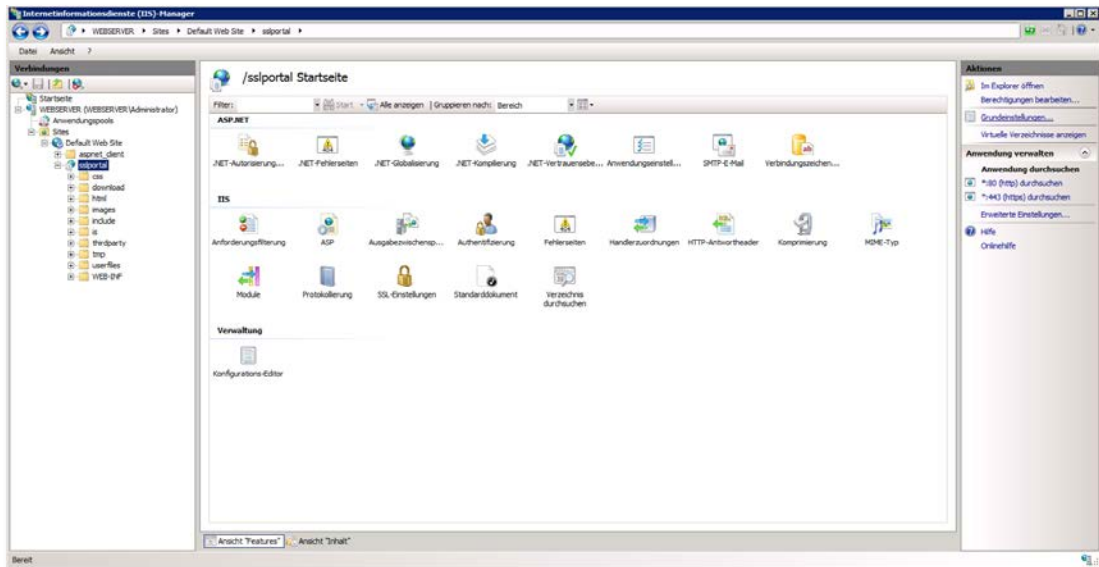 Internetinformationsdienste (IIS)-Manager
WEBSERVER ▸ Sites ▸ Default Web Site ▸ sslportal ▸
Datei Ansicht ?
Verbindungen
Startseite
WEBSERVER (WEBSERVER\Administrator)
Anwendungspools
Sites
Default Web Site
aspnet_client
sslportal
css
download
html
images
include
thirdparty
tmp
userfiles
WEB-INF
/sslportal Startseite
Filter: Start Alle anzeigen Gruppieren nach: Bereich
ASP.NET
.NET-Autorisierung... .NET-Fehlerseiten .NET-Globalisierung .NET-Kompilierung .NET-Vertrauensebe... Anwendungseinstell... SMTP-E-Mail Verbindungszeichen...
IIS
Anforderungsfilterung ASP Ausgabezwischensp... Authentifizierung Fehlerseiten Handlerzuordnungen HTTP-Antwortheader Komprimierung MIME-Typ
Module Protokollierung SSL-Einstellungen Standarddokument Verzeichnis durchsuchen
Verwaltung
Konfigurations-Editor
Ansicht "Features" Ansicht "Inhalt"
Aktionen
Im Explorer öffnen
Berechtigungen bearbeiten...
Grundeinstellungen...
Virtuelle Verzeichnisse anzeigen
Anwendung verwalten
Anwendung durchsuchen
*:80 (http) durchsuchen
*:443 (https) durchsuchen
Erweiterte Einstellungen...
Hilfe
Onlinehilfe
Bereit